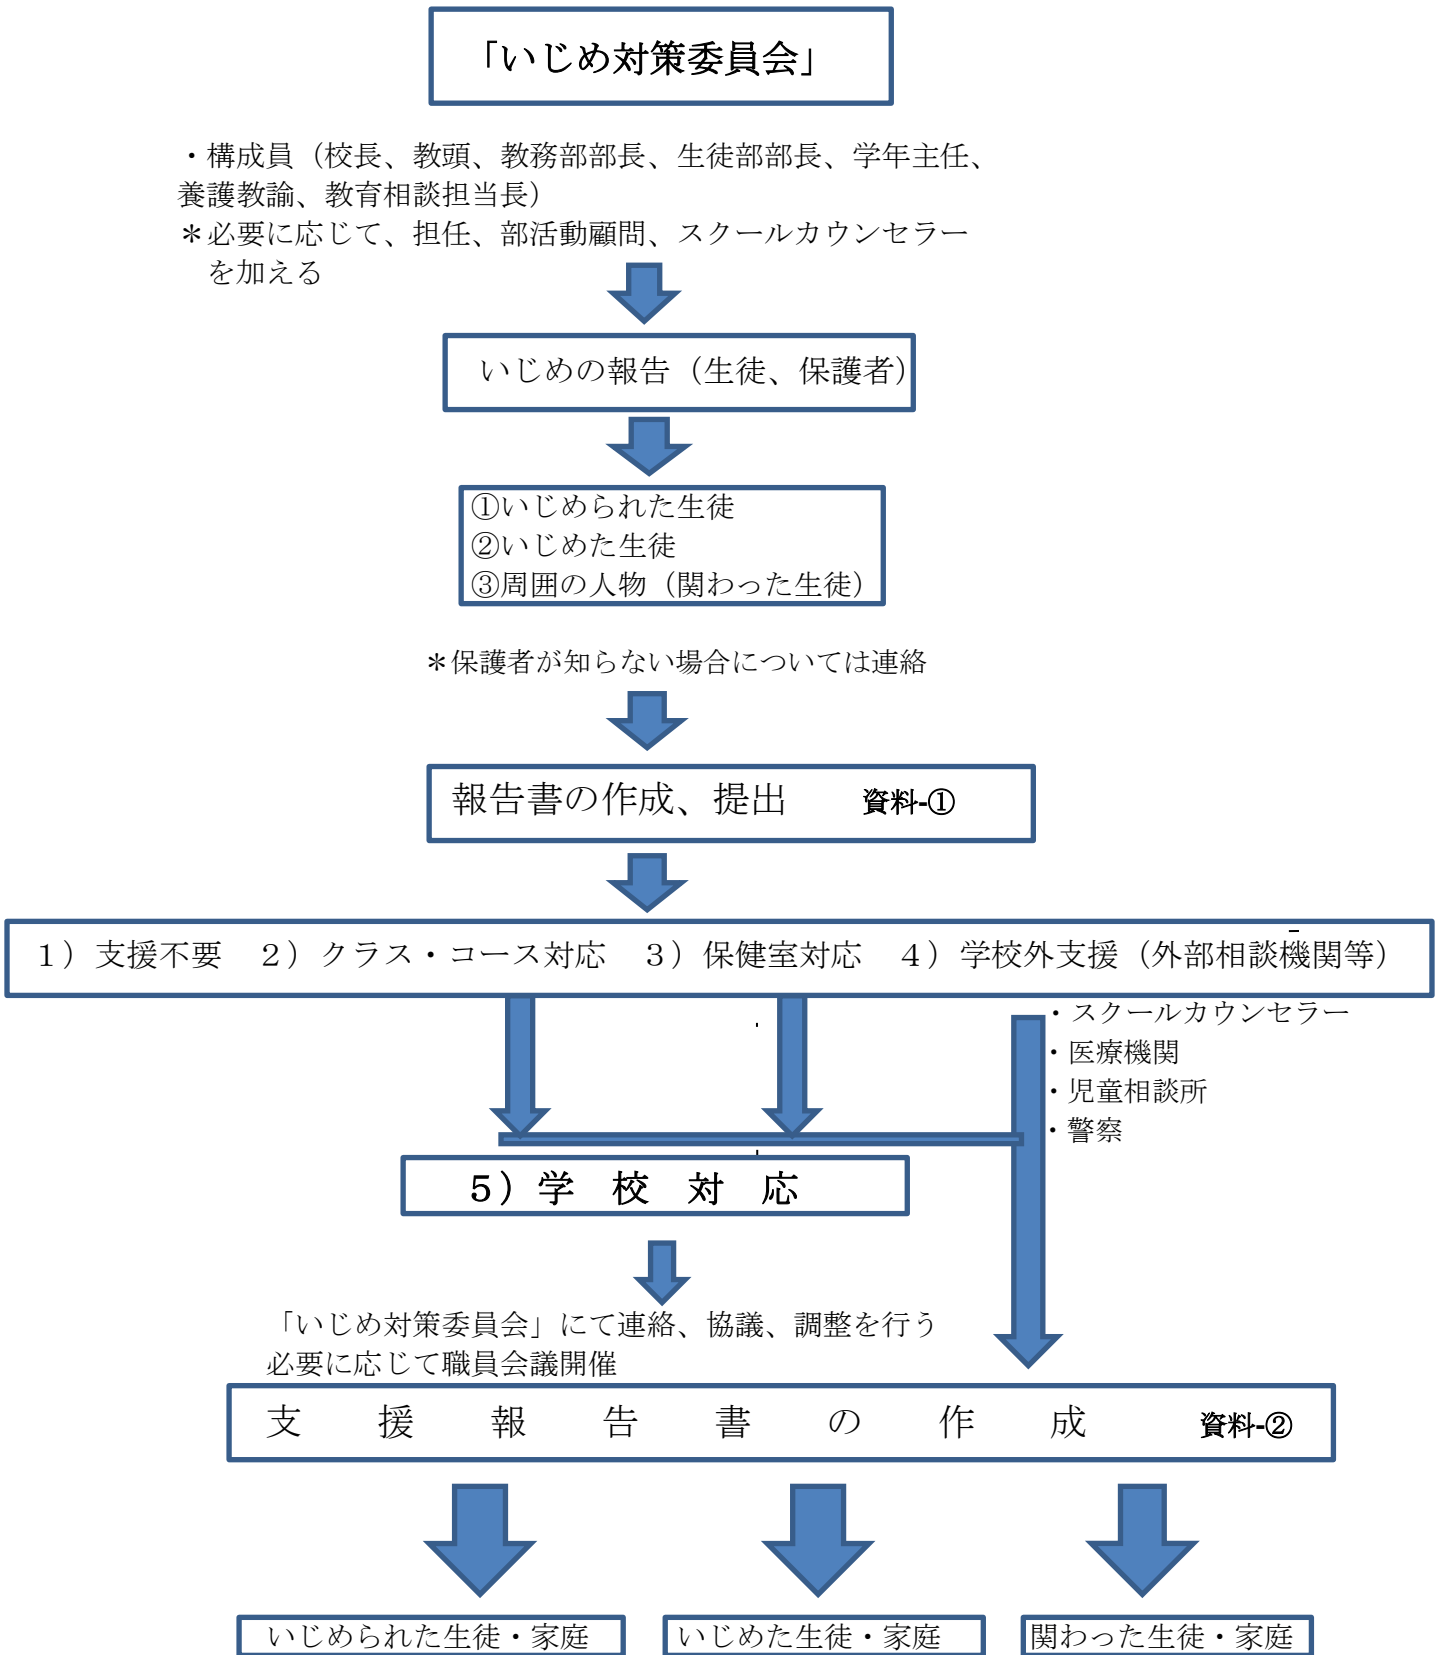 「いじめ対策委員会」
・構成員（校長、教頭、教務部部長、生徒部部長、学年主任、
養護教諭、教育相談担当長）
＊必要に応じて、担任、部活動顧問、スクールカウンセラー
を加える
いじめの報告（生徒、保護者）
①いじめられた生徒
②いじめた生徒
③周囲の人物（関わった生徒）
＊保護者が知らない場合については連絡
報告書の作成、提出　資料-①
１）支援不要　２）クラス・コース対応　３）保健室対応　４）学校外支援（外部相談機関等）
・スクールカウンセラー
・医療機関
・児童相談所
・警察
５）学　校　対　応
「いじめ対策委員会」にて連絡、協議、調整を行う
必要に応じて職員会議開催
支　援　報　告　書　の　作　成　資料-②
いじめられた生徒・家庭　いじめた生徒・家庭　関わった生徒・家庭